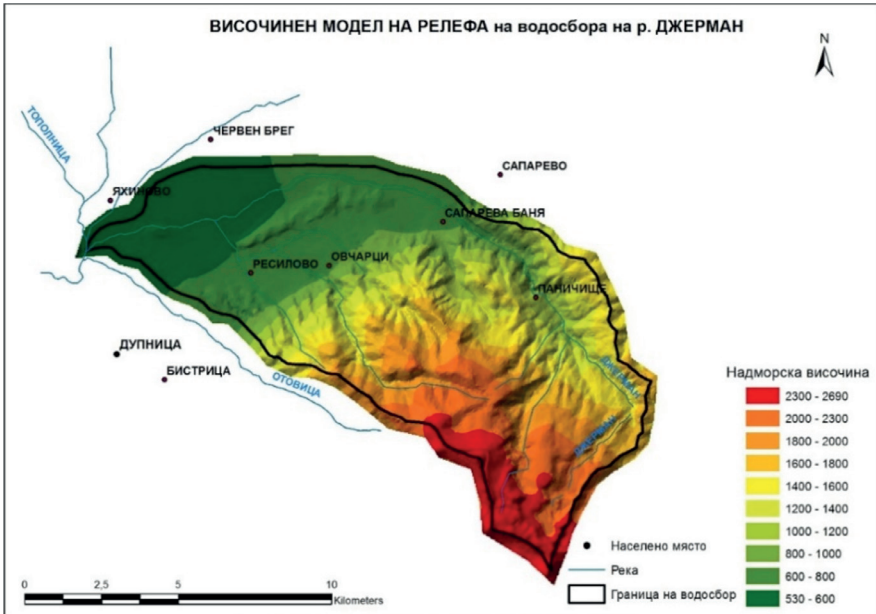 ВИСОЧИНЕН МОДЕЛ НА РЕЛЕФА на водосбора на р. ДЖЕРМАН
N
ТОПОЛНИЦА
ЧЕРВЕН БРЕГ
САПАРЕВО
ЯХИНОВО
САПАРЕВА БАНЯ
ОВЧАРЦИ
РЕСИЛОВО
ПАНИЧИЩЕ
ДУПНИЦА
БИСТРИЦА
ОТОВИЦА
ДЖЕРМАН
ДЖЕРМАН
Надморска височина
2300 - 2690
2000 - 2300
1800 - 2000
1600 - 1800
1400 - 1600
1200 - 1400
1000 - 1200
800 - 1000
600 - 800
530 - 600
Населено място
Река
Граница на водосбор
0 2,5 5 10
Kilometers